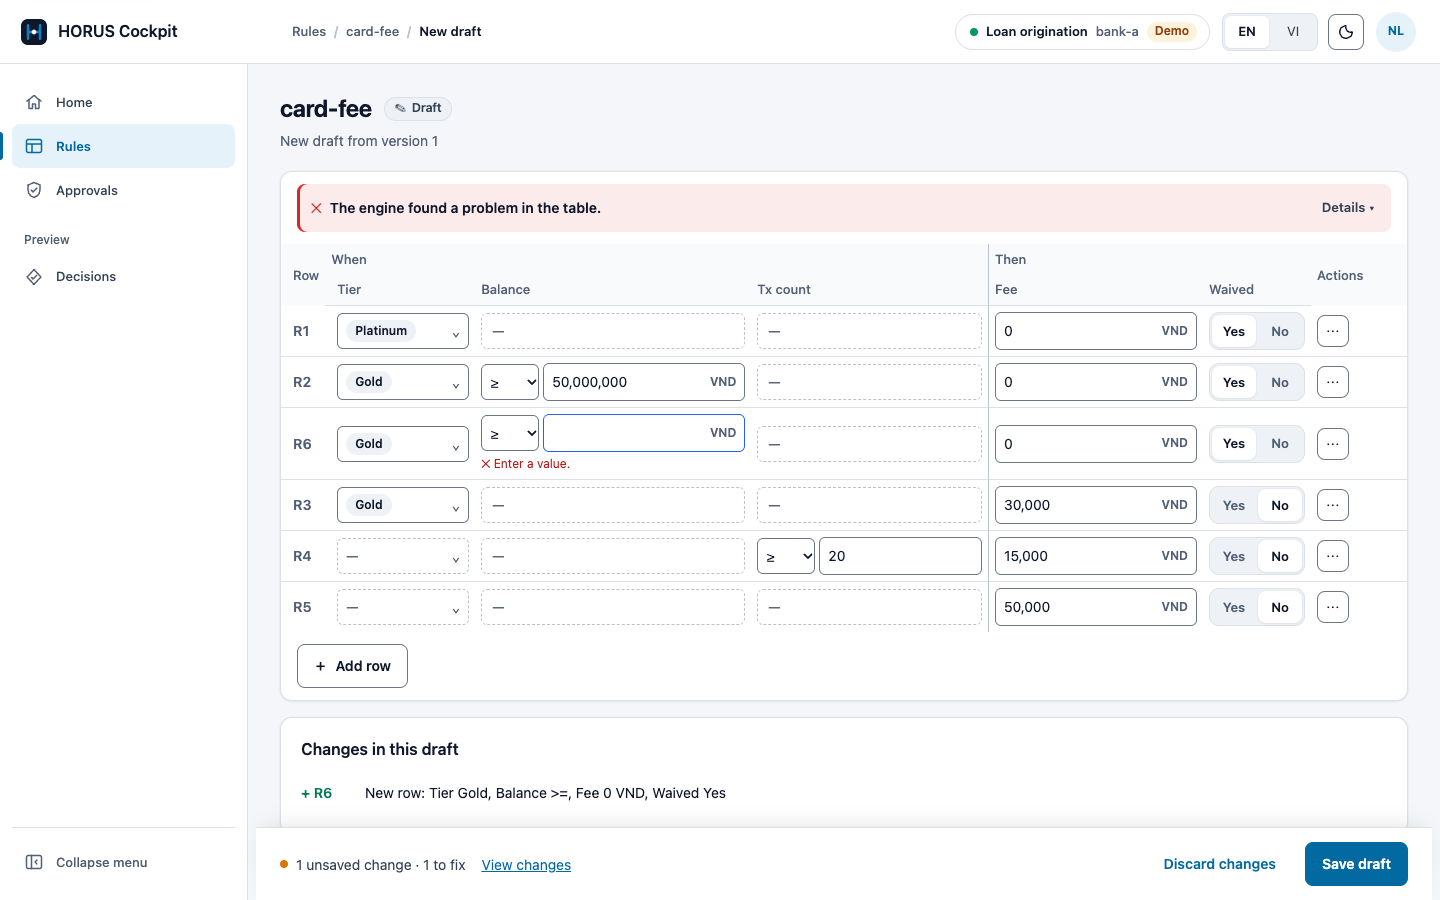 HORUS Cockpit
Rules / card-fee / New draft
Loan origination bank-a Demo
EN VI
NL
Home
Rules
Approvals
Preview
Decisions
Collapse menu
card-fee
✎ Draft
New draft from version 1
The engine found a problem in the table.
Details
Row When Then Actions
Tier Balance Tx count Fee Waived
R1 Platinum — — 0 VND Yes No ...
R2 Gold ≥ 50,000,000 VND — 0 VND Yes No ...
R6 Gold ≥ VND — 0 VND Yes No ...
Enter a value.
R3 Gold — — 30,000 VND Yes No ...
R4 — — ≥ 20 15,000 VND Yes No ...
R5 — — — 50,000 VND Yes No ...
+ Add row
Changes in this draft
+ R6 New row: Tier Gold, Balance >=, Fee 0 VND, Waived Yes
1 unsaved change · 1 to fix View changes
Discard changes
Save draft